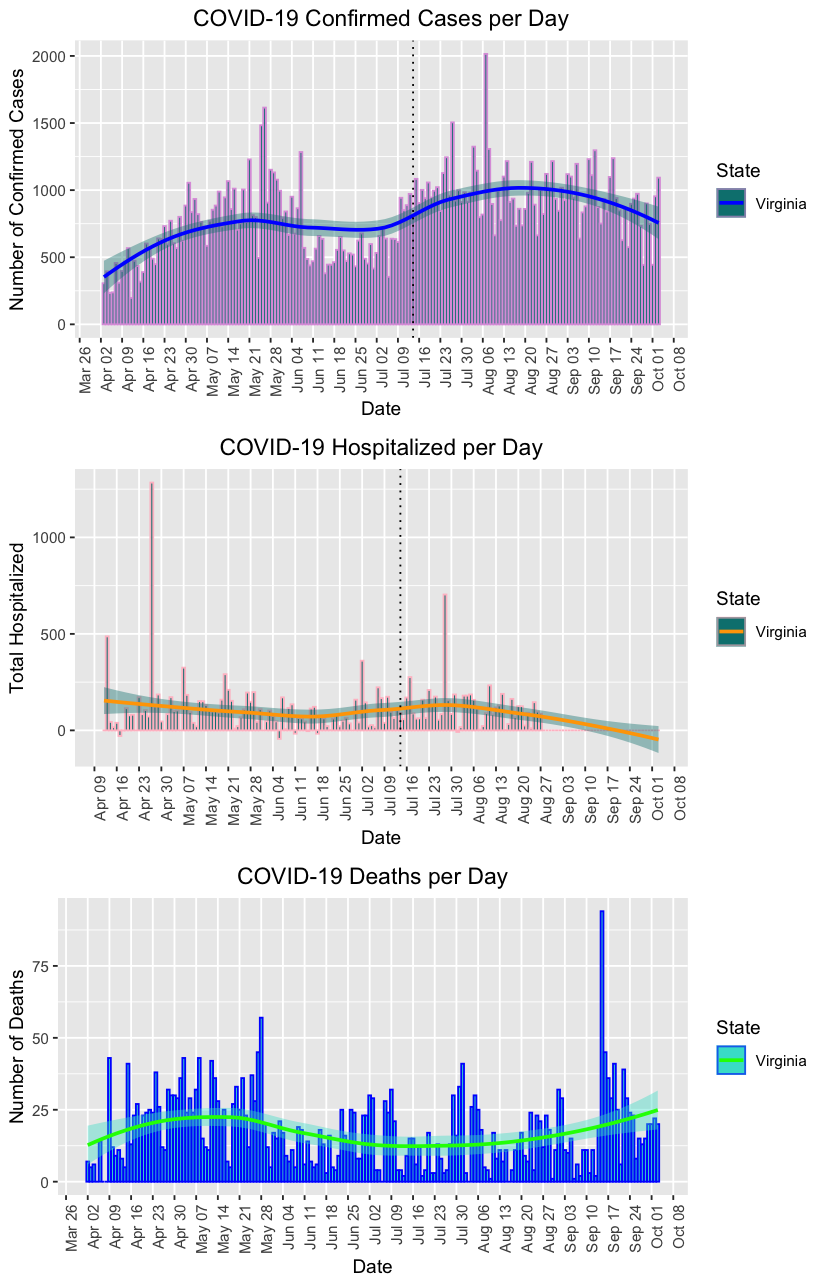 COVID-19 Confirmed Cases per Day
Number of Confirmed Cases
2000
1500
1000
500
0
Mar 26
Apr 02
Apr 09
Apr 16
Apr 23
Apr 30
May 07
May 14
May 21
May 28
Jun 04
Jun 11
Jun 18
Jun 25
Jul 02
Jul 09
Jul 16
Jul 23
Jul 30
Aug 06
Aug 13
Aug 20
Aug 27
Sep 03
Sep 10
Sep 17
Sep 24
Oct 01
Oct 08
Date
State
Virginia
COVID-19 Hospitalized per Day
Total Hospitalized
1000
500
0
Apr 09
Apr 16
Apr 23
Apr 30
May 07
May 14
May 21
May 28
Jun 04
Jun 11
Jun 18
Jun 25
Jul 02
Jul 09
Jul 16
Jul 23
Jul 30
Aug 06
Aug 13
Aug 20
Aug 27
Sep 03
Sep 10
Sep 17
Sep 24
Oct 01
Oct 08
Date
State
Virginia
COVID-19 Deaths per Day
Number of Deaths
75
50
25
0
Mar 26
Apr 02
Apr 09
Apr 16
Apr 23
Apr 30
May 07
May 14
May 21
May 28
Jun 04
Jun 11
Jun 18
Jun 25
Jul 02
Jul 09
Jul 16
Jul 23
Jul 30
Aug 06
Aug 13
Aug 20
Aug 27
Sep 03
Sep 10
Sep 17
Sep 24
Oct 01
Oct 08
Date
State
Virginia